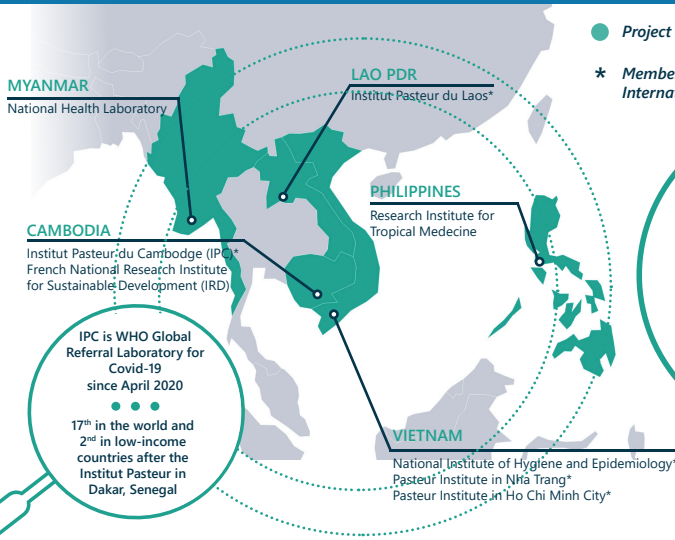 Project
* Membe
Interna
MYANMAR
National Health Laboratory
LAO PDR
Institut Pasteur du Laos*
PHILIPPINES
Research Institute for
Tropical Medecine
CAMBODIA
Institut Pasteur du Cambodge (IPC)*
French National Research Institute
for Sustainable Development (IRD)
IPC is WHO Global
Referral Laboratory for
Covid-19
since April 2020
17th in the world and
2nd in low-income
countries after the
Institut Pasteur in
Dakar, Senegal
VIETNAM
National Institute of Hygiene and Epidemiology*
Pasteur Institute in Nha Trang*
Pasteur Institute in Ho Chi Minh City*